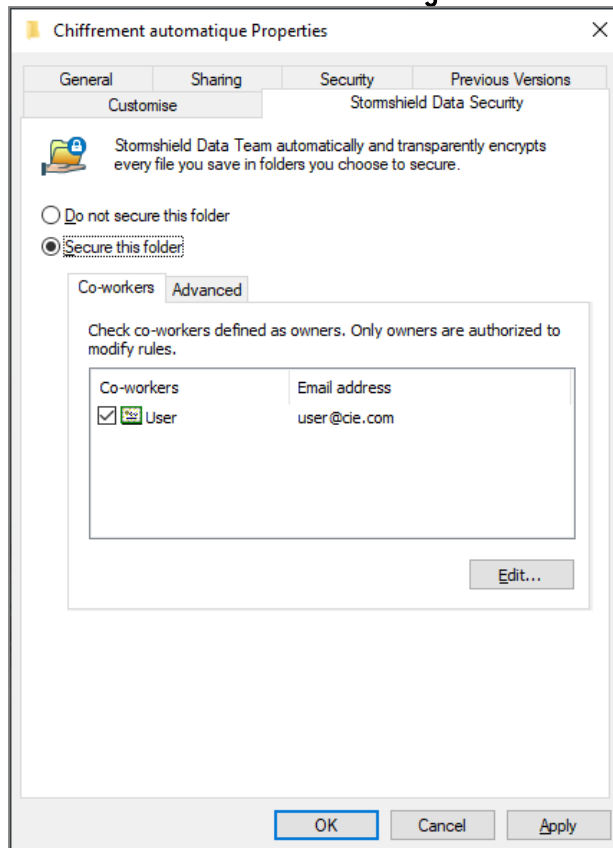 Chiffrement automatique Properties
General Sharing Security Previous Versions
Customise Stormshield Data Security
Stormshield Data Team automatically and transparently encrypts
every file you save in folders you choose to secure.
Do not secure this folder
Secure this folder
Co-workers Advanced
Check co-workers defined as owners. Only owners are authorized to
modify rules.
Co-workers Email address
User user@cie.com
Edit...
OK Cancel Apply